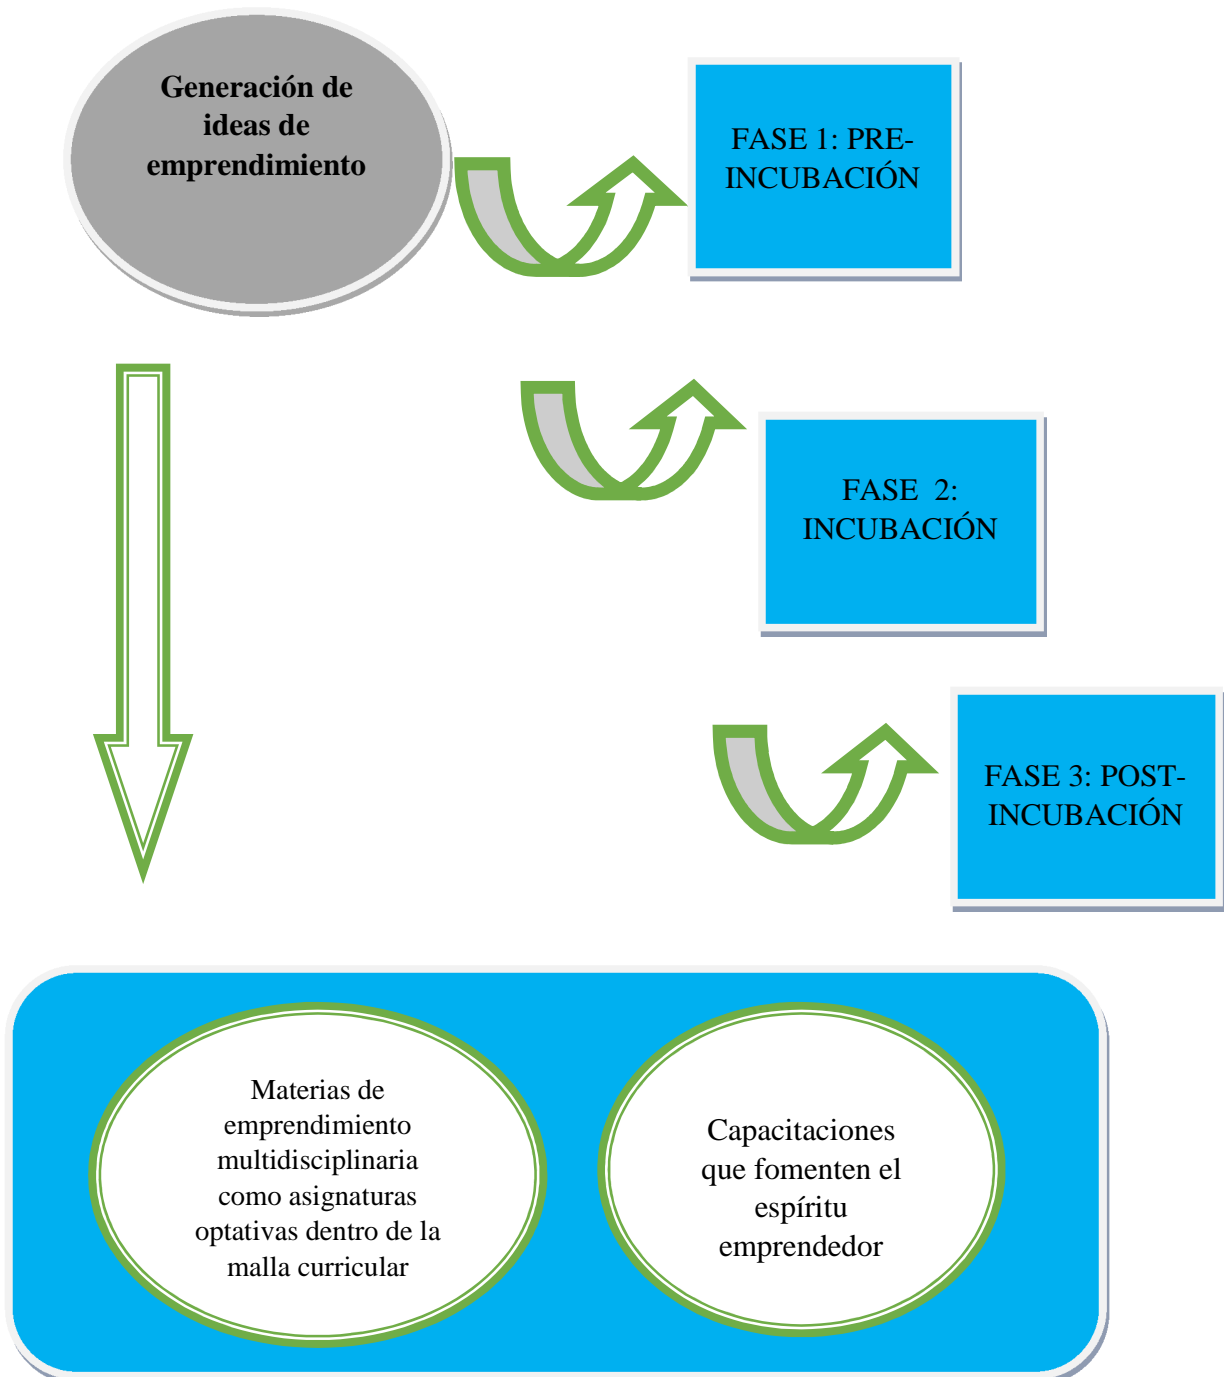 Generación de
ideas de
emprendimiento
FASE 1: PRE-
INCUBACIÓN
FASE  2:
INCUBACIÓN
FASE 3: POST-
INCUBACIÓN
Materias de
emprendimiento
multidisciplinaria
como asignaturas
optativas dentro de la
malla curricular
Capacitaciones
que fomenten el
espíritu
emprendedor